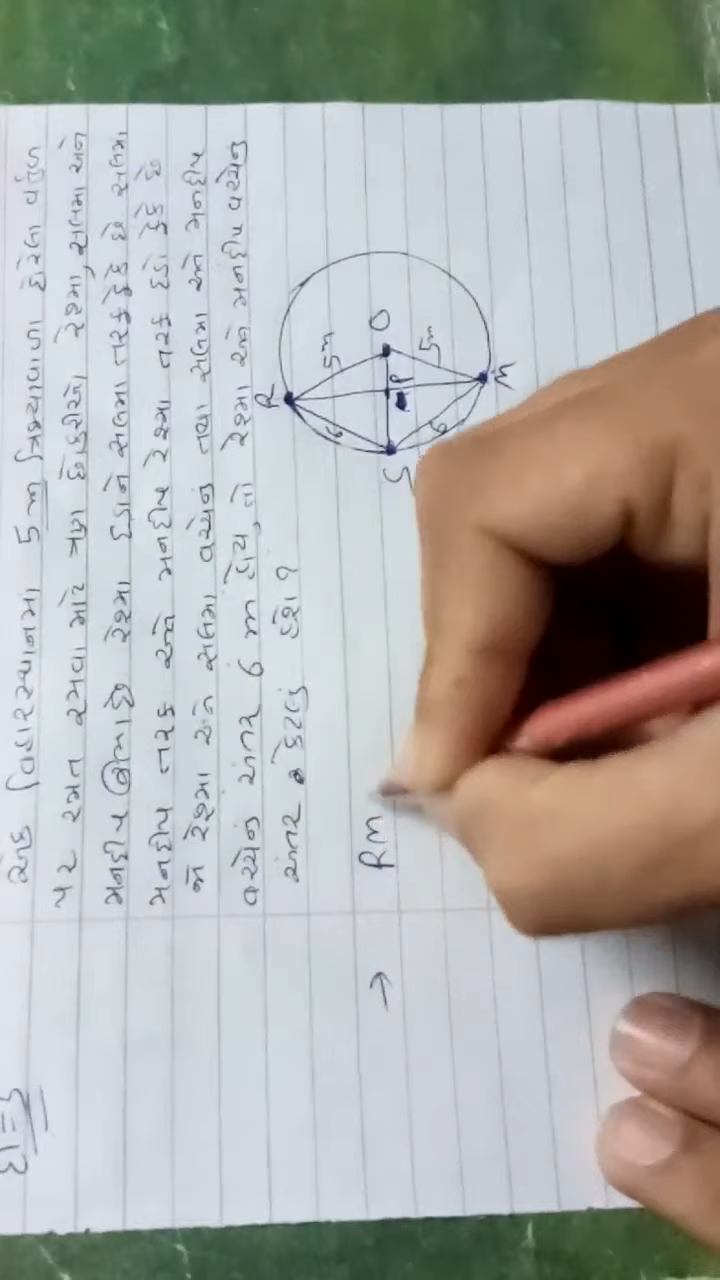 એક વિહારસ્થાનમાં 5 m ત્રિજ્યાવાળા દોરેલા વર્તુળ
પર રમત રમવા માટે ત્રણ છોકરીઓ રેશ્મા, સલમા અને
મનદીપ ઊભા છે રેશ્મા દડાને સલમા તરફ ફેંકે છે સલમા
મનદીપ તરફ અને મનદીપ રેશ્મા તરફ દડો ફેંકે છે
જો રેશ્મા અને સલમા વચ્ચેનું તથા સલમા અને મનદીપ
વચ્ચેનું અંતર 6 m હોય, તો રેશ્મા અને મનદીપ વચ્ચેનું
અંતર કેટલું હશે?
R
5m
O
5m
M
P
6
6
S
→ Rm